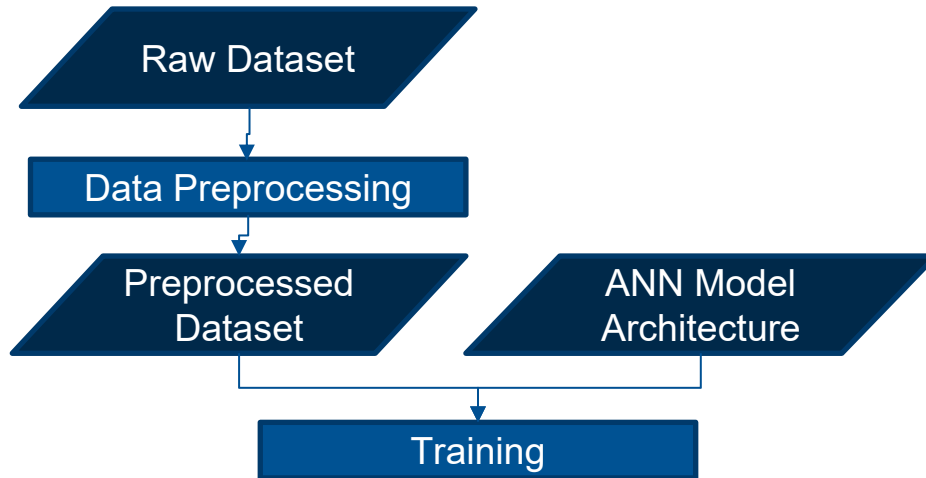 Raw Dataset
Data Preprocessing
Preprocessed
Dataset
ANN Model
Architecture
Training